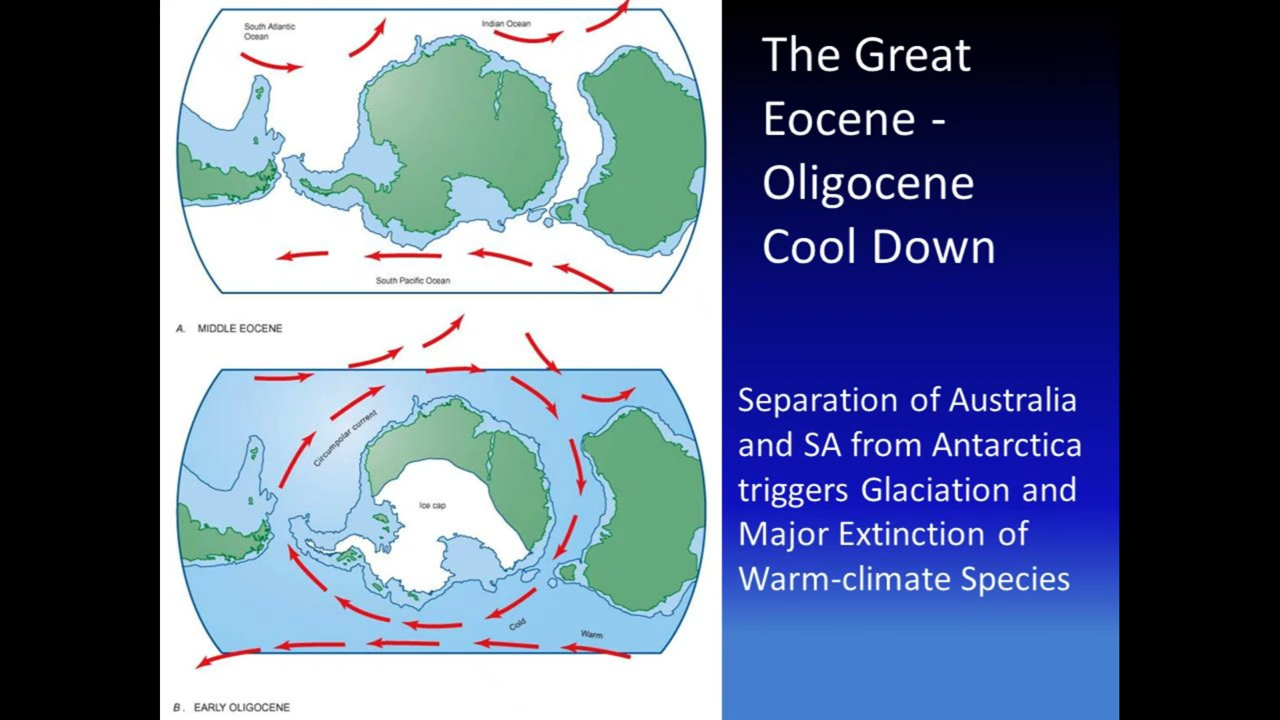 South Atlantic
Ocean
Indian Ocean
South Pacific Ocean
A. MIDDLE EOCENE
Circumpolar current
Ice cap
Cold
Warm
B. EARLY OLIGOCENE
The Great
Eocene -
Oligocene
Cool Down
Separation of Australia
and SA from Antarctica
triggers Glaciation and
Major Extinction of
Warm-climate Species